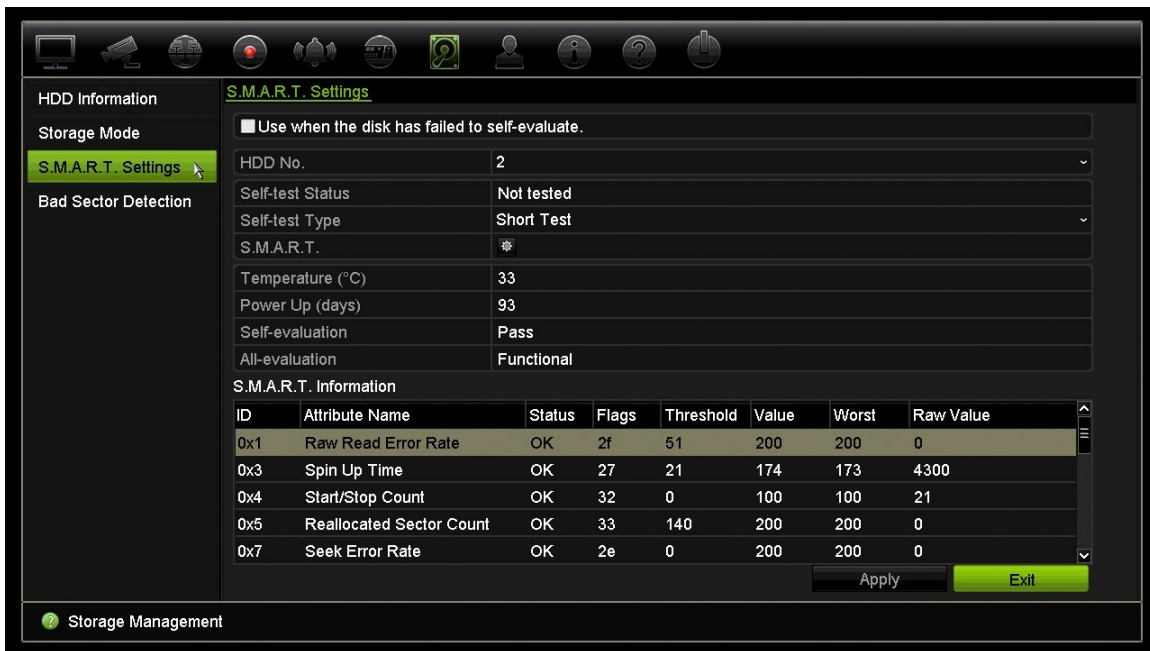 HDD Information
Storage Mode
S.M.A.R.T. Settings
Bad Sector Detection
S.M.A.R.T. Settings
Use when the disk has failed to self-evaluate.
HDD No. 2
Self-test Status Not tested
Self-test Type Short Test
S.M.A.R.T.
Temperature (°C) 33
Power Up (days) 93
Self-evaluation Pass
All-evaluation Functional
S.M.A.R.T. Information
ID Attribute Name Status Flags Threshold Value Worst Raw Value
0x1 Raw Read Error Rate OK 2f 51 200 200 0
0x3 Spin Up Time OK 27 21 174 173 4300
0x4 Start/Stop Count OK 32 0 100 100 21
0x5 Reallocated Sector Count OK 33 140 200 200 0
0x7 Seek Error Rate OK 2e 0 200 200 0
Apply Exit
? Storage Management